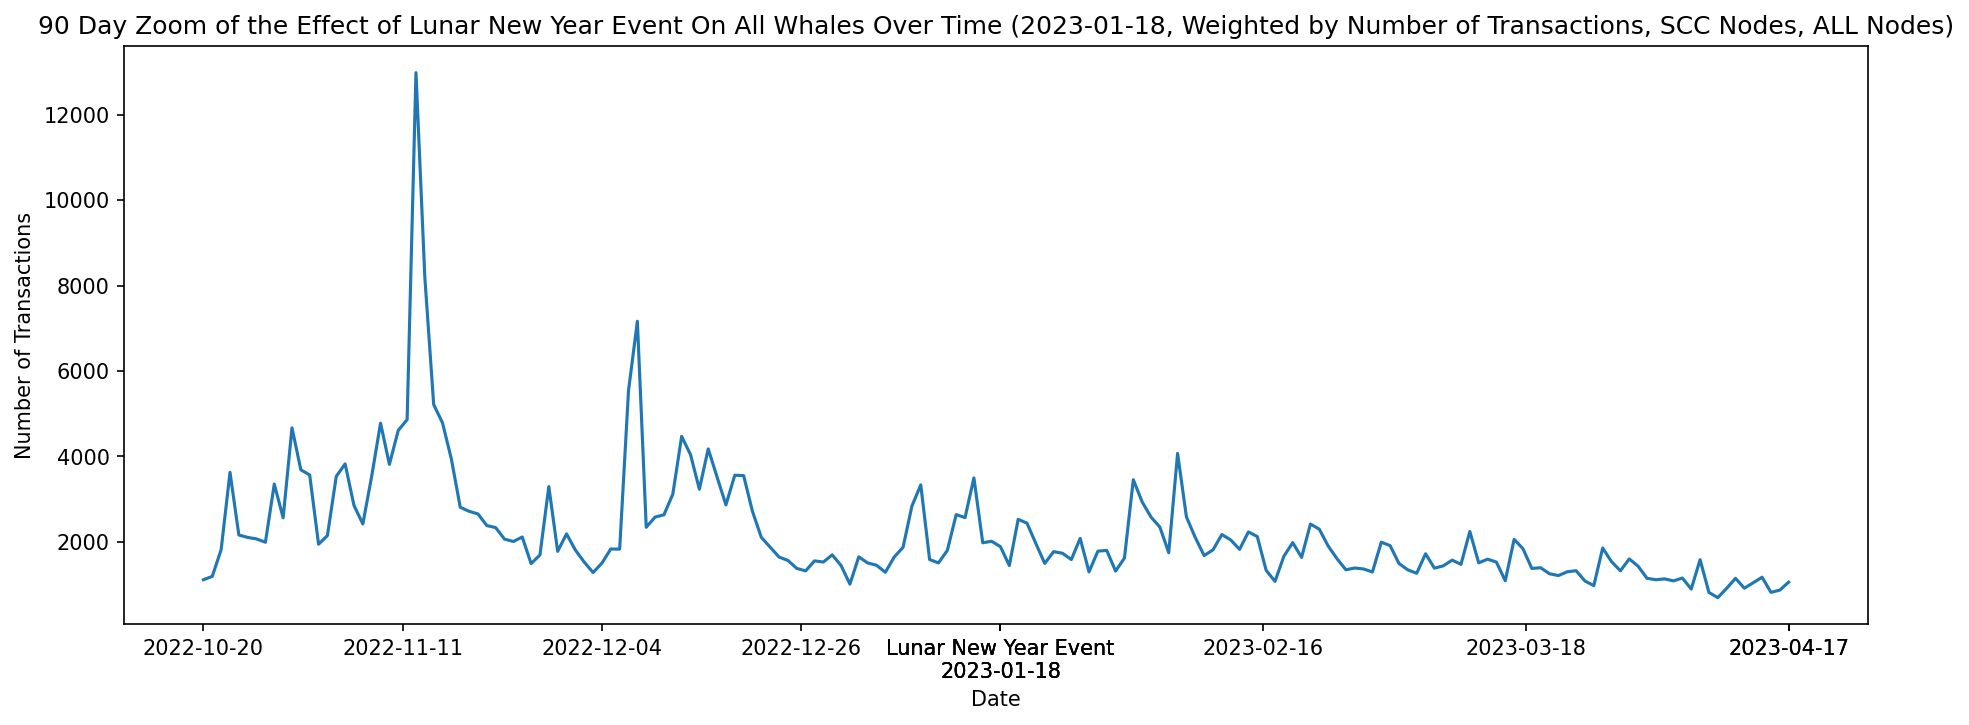 90 Day Zoom of the Effect of Lunar New Year Event On All Whales Over Time (2023-01-18, Weighted by Number of Transactions, SCC Nodes, ALL Nodes)
Number of Transactions
12000
10000
8000
6000
4000
2000
2022-10-20 2022-11-11 2022-12-04 2022-12-26 Lunar New Year Event 2023-02-16 2023-03-18 2023-04-17
2023-01-18
Date